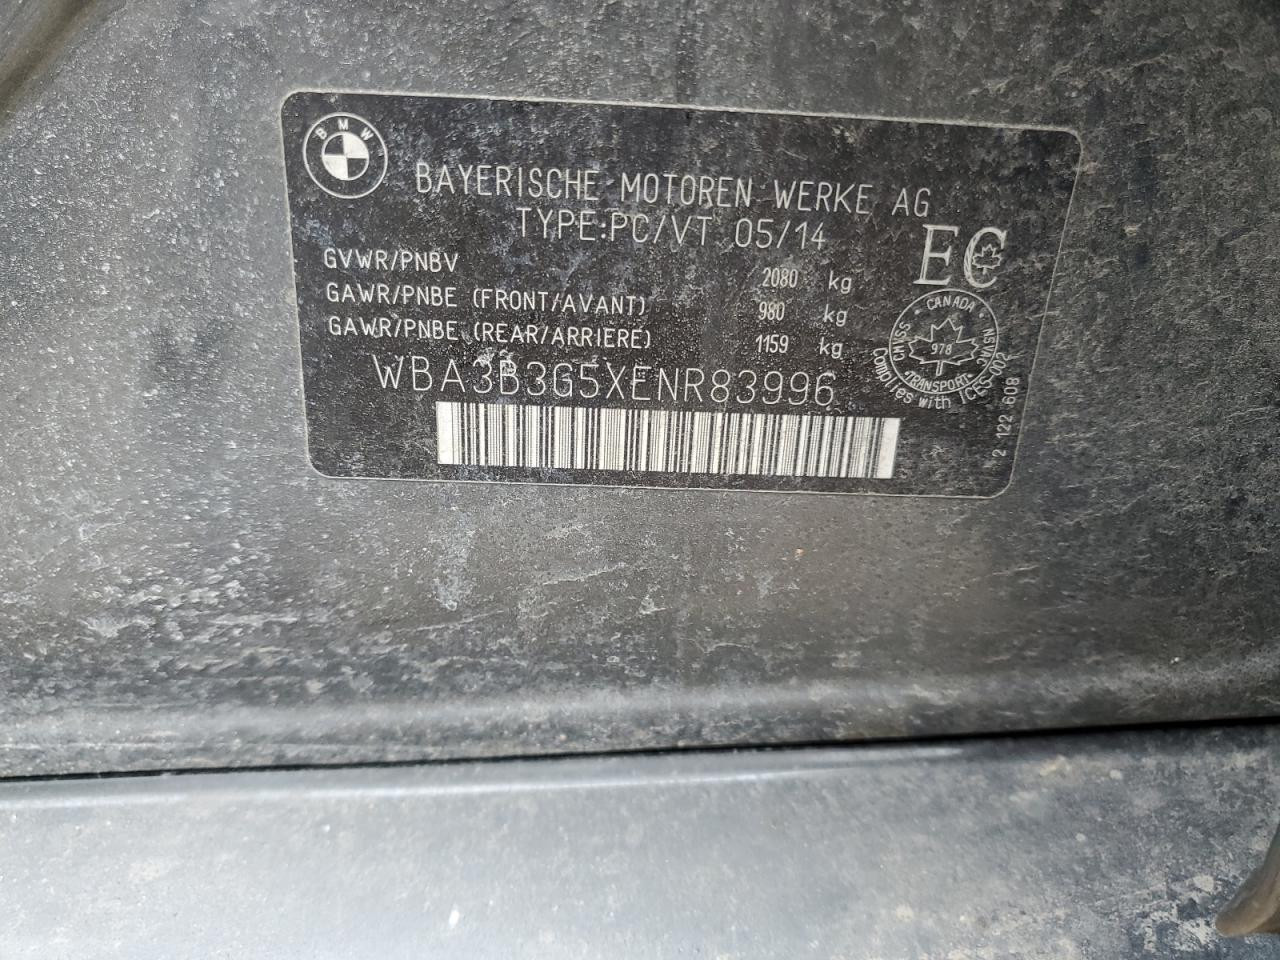 BMW
BAYERISCHE MOTOREN WERKE AG
TYPE:PC/VT 05/14
EC
GVWR/PNBV 2080 kg
GAWR/PNBE (FRONT/AVANT) 980 kg
GAWR/PNBE (REAR/ARRIERE) 1159 kg
WBA3B3G5XENR83996
CANADA
CMVSS NSVAC
978
TRANSPORT
Complies with ICES-002
2 122 608